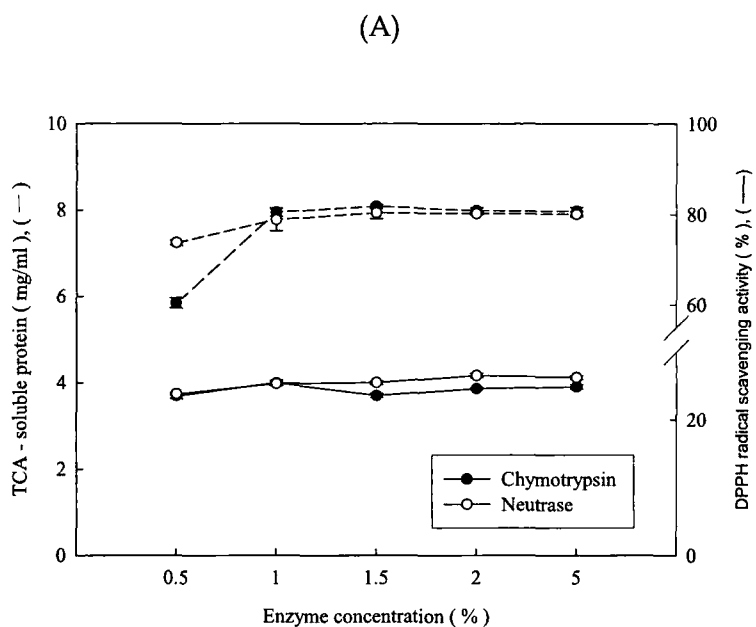 (A)
10
8
6
4
2
0
TCA - soluble protein ( mg/ml ), ( — )
100
80
60
20
0
DPPH radical scavenging activity ( % ), ( — )
Chymotrypsin
Neutrase
0.5 1 1.5 2 5
Enzyme concentration ( % )